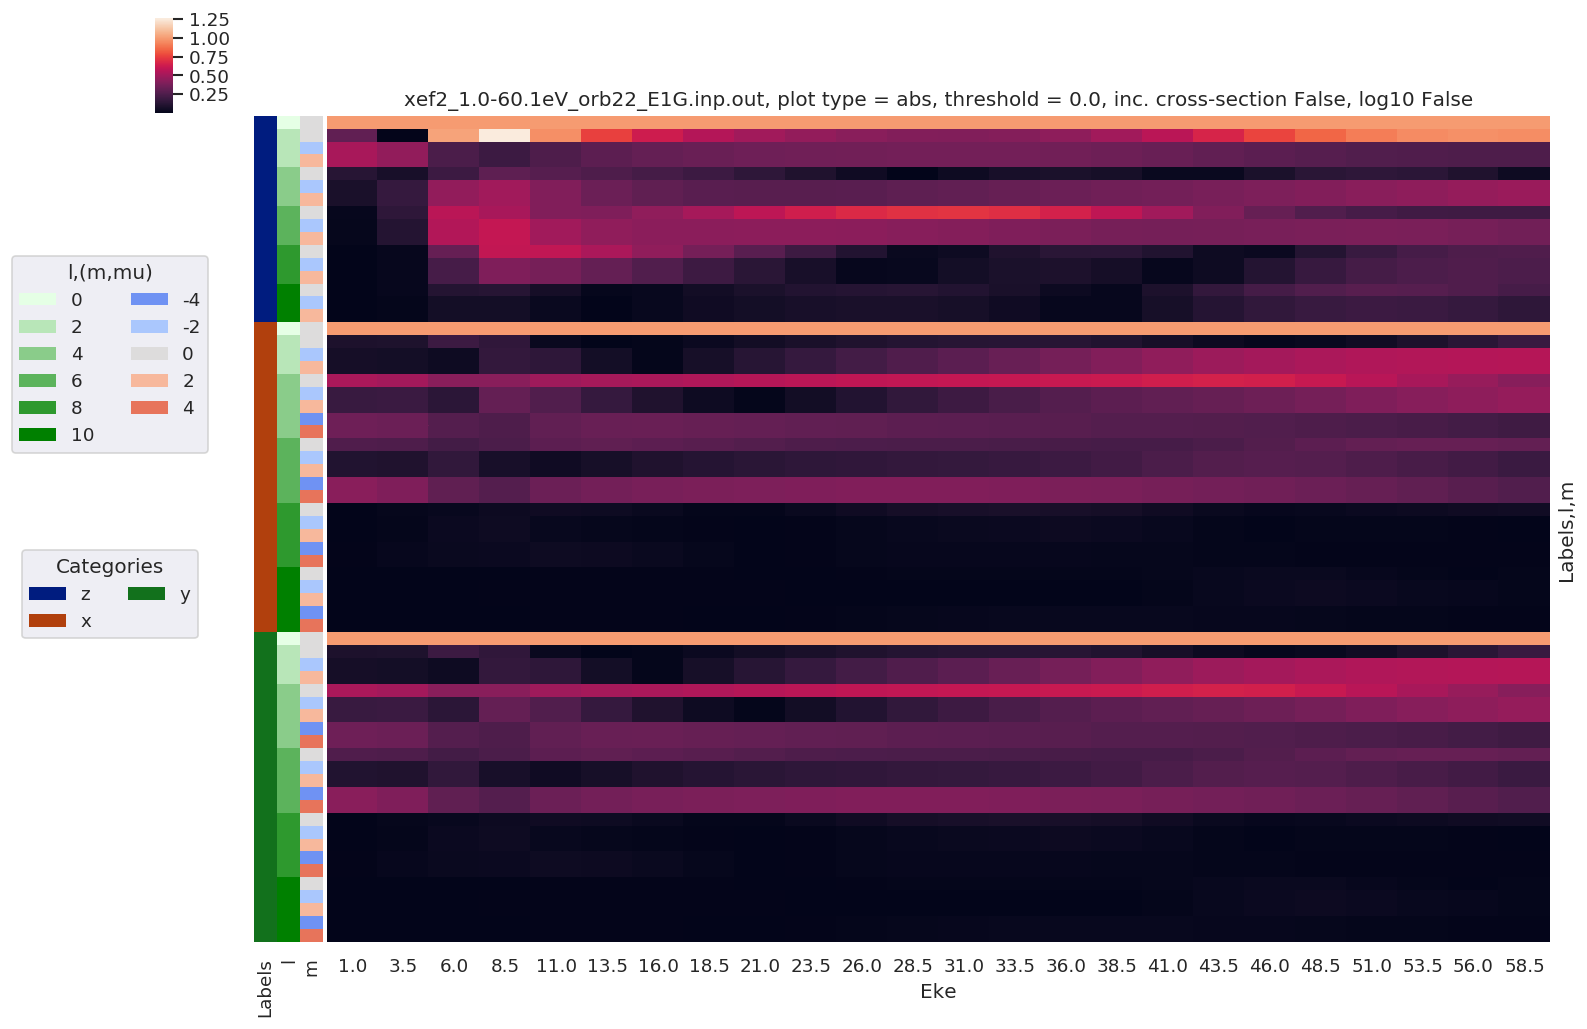 1.25
1.00
0.75
0.50
0.25
xef2_1.0-60.1eV_orb22_E1G.inp.out, plot type = abs, threshold = 0.0, inc. cross-section False, log10 False
l,(m,mu)
0 -4
2 -2
4 0
6 2
8 4
10
Categories
z y
x
Labels,l,m
Labels l m
1.0 3.5 6.0 8.5 11.0 13.5 16.0 18.5 21.0 23.5 26.0 28.5 31.0 33.5 36.0 38.5 41.0 43.5 46.0 48.5 51.0 53.5 56.0 58.5
Eke